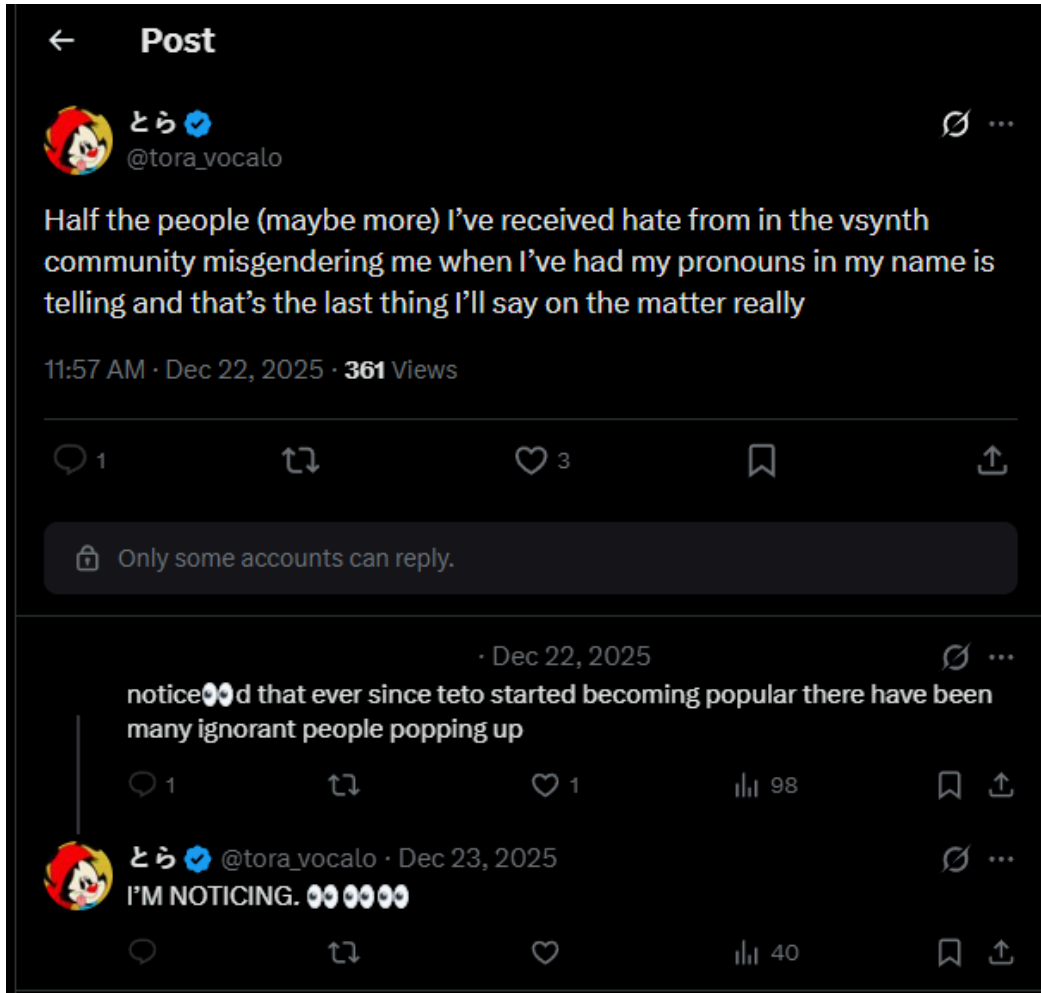 Post
とら
@tora_vocalo
Half the people (maybe more) I’ve received hate from in the vsynth
community misgendering me when I’ve had my pronouns in my name is
telling and that’s the last thing I’ll say on the matter really
11:57 AM · Dec 22, 2025 · 361 Views
1
3
Only some accounts can reply.
· Dec 22, 2025
notice👀d that ever since teto started becoming popular there have been
many ignorant people popping up
1
1
98
とら @tora_vocalo · Dec 23, 2025
I’M NOTICING. 👀👀👀
40